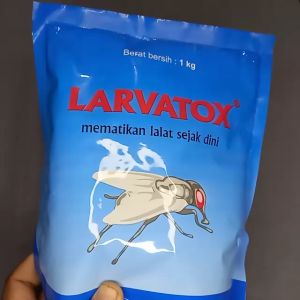 Berat bersih : 1 kg
LARVATOX®
mematikan lalat sejak dini